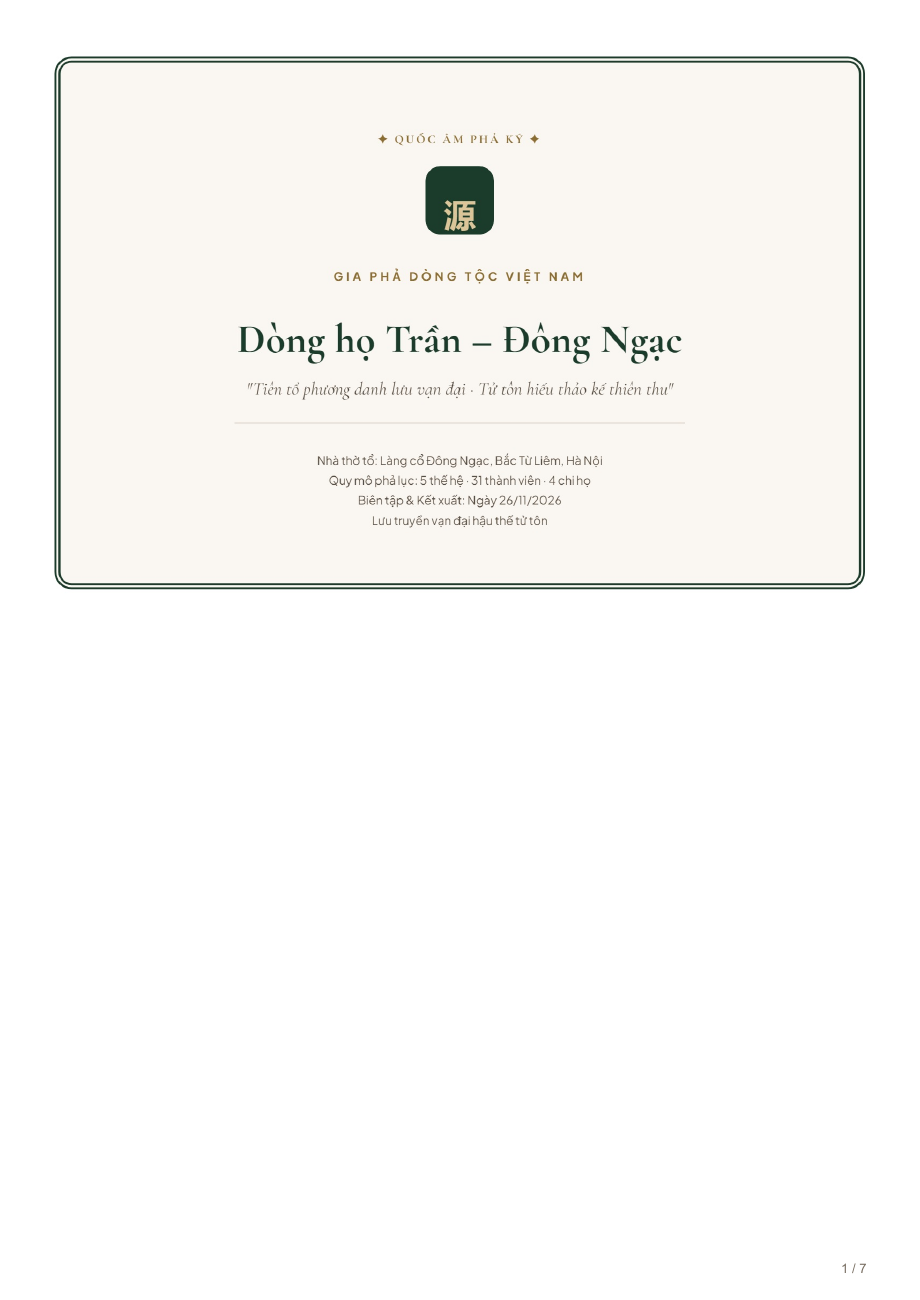 ✦ QUỐC ÂM PHẢ KÝ ✦
源
GIA PHẢ DÒNG TỘC VIỆT NAM
Dòng họ Trần – Đông Ngạc
"Tiên tổ phương danh lưu vạn đại · Tử tôn hiếu thảo kế thiên thu"
Nhà thờ tổ: Làng cổ Đông Ngạc, Bắc Từ Liêm, Hà Nội
Quy mô phả lục: 5 thế hệ · 31 thành viên · 4 chi họ
Biên tập & Kết xuất: Ngày 26/11/2026
Lưu truyền vạn đại hậu thế tử tôn
1 / 7